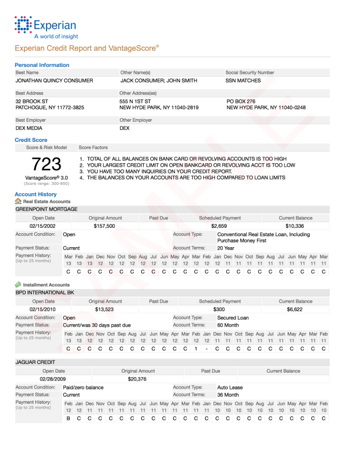 Experian
A world of insight
Experian Credit Report and VantageScore®
Personal Information
Best Name Other Name(s) Social Security Number
JONATHAN QUINCY CONSUMER JACK CONSUMER; JOHN SMITH SSN MATCHES
Best Address Other Address(es)
32 BROOK ST 555 N 1ST ST PO BOX 276
PATCHOGUE, NY 11772-3825 NEW HYDE PARK, NY 11040-2819 NEW HYDE PARK, NY 11040-0248
Best Employer Other Employer
DEX MEDIA DEX
Credit Score
Score & Risk Model Score Factors
723
VantageScore® 3.0
(Score range: 300-850)
1. TOTAL OF ALL BALANCES ON BANK CARD OR REVOLVING ACCOUNTS IS TOO HIGH
2. YOUR LARGEST CREDIT LIMIT ON OPEN BANKCARD OR REVOLVING ACCT IS TOO LOW
3. YOU HAVE TOO MANY INQUIRIES ON YOUR CREDIT REPORT.
4. THE BALANCES ON YOUR ACCOUNTS ARE TOO HIGH COMPARED TO LOAN LIMITS
Account History
Real Estate Accounts
GREENPOINT MORTGAGE
Open Date Original Amount Past Due Scheduled Payment Current Balance
02/15/2002 $157,500 $2,659 $10,336
Account Condition: Open Account Type: Conventional Real Estate Loan, Including
Purchase Money First
Payment Status: Current Account Terms: 20 Year
Payment History: Mar Feb Jan Dec Nov Oct Sep Aug Jul Jun May Apr Mar Feb Jan Dec Nov Oct Sep Aug Jul Jun May Apr Mar
(Up to 25 months) 13 13 13 12 12 12 12 12 12 12 12 12 12 12 12 11 11 11 11 11 11 11 11 11 11
C C C C C C C C C C C C C C C C C C C C C C C C C
Installment Accounts
BPD INTERNATIONAL BK
Open Date Original Amount Past Due Scheduled Payment Current Balance
02/15/2010 $13,523 $300 $6,622
Account Condition: Open Account Type: Secured Loan
Payment Status: Current/was 30 days past due Account Terms: 60 Month
Payment History: Feb Jan Dec Nov Oct Sep Aug Jul Jun May Apr Mar Feb Jan Dec Nov Oct Sep Aug Jul Jun May Apr Mar Feb
(Up to 25 months) 13 13 12 12 12 12 12 12 12 12 12 12 12 12 11 11 11 11 11 11 11 11 11 11 11
C C C C C C C C C C C C 1 - C C C C C C C C C C C
JAGUAR CREDIT
Open Date Original Amount Past Due Current Balance
02/28/2009 $20,376
Account Condition: Paid/zero balance Account Type: Auto Lease
Payment Status: Current Account Terms: 36 Month
Payment History: Feb Jan Dec Nov Oct Sep Aug Jul Jun May Apr Mar Feb Jan Dec Nov Oct Sep Aug Jul Jun May Apr Mar Feb
(Up to 25 months) 12 12 11 11 11 11 11 11 11 11 11 11 11 11 10 10 10 10 10 10 10 10 10 10 10
B C C C C C C C C C C C C C C C C C C C C C C C C